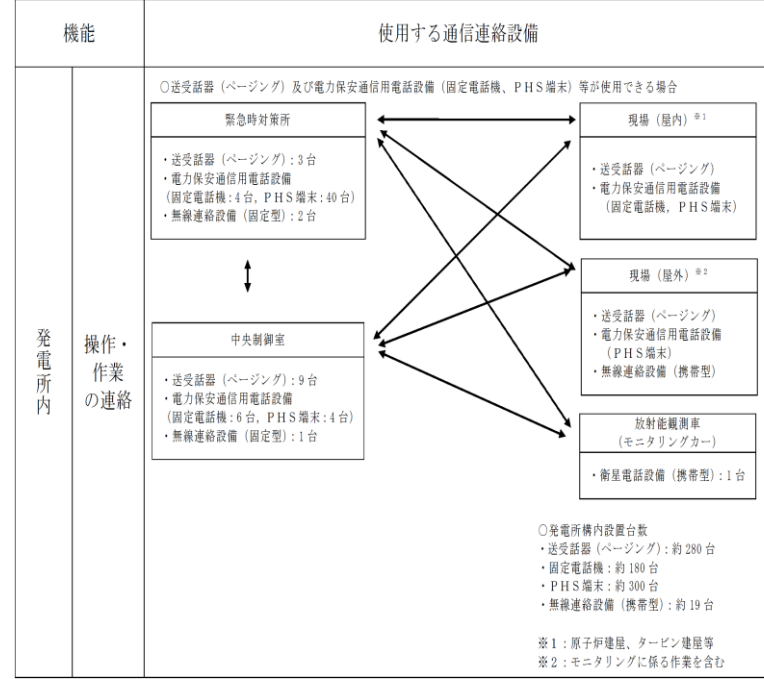 機能
使用する通信連絡設備
発電所内
操作・
作業
の連絡
○送受話器(ページング)及び電力保安通信用電話設備(固定電話機、PHS端末)等が使用できる場合
緊急時対策所
・送受話器(ページング):3台
・電力保安通信用電話設備
(固定電話機:4台,PHS端末:40台)
・無線連絡設備(固定型):2台
中央制御室
・送受話器(ページング):9台
・電力保安通信用電話設備
(固定電話機:6台,PHS端末:4台)
・無線連絡設備(固定型):1台
現場(屋内)※1
・送受話器(ページング)
・電力保安通信用電話設備
(固定電話機,PHS端末)
現場(屋外)※2
・送受話器(ページング)
・電力保安通信用電話設備
(PHS端末)
・無線連絡設備(携帯型)
放射能観測車
(モニタリングカー)
・衛星電話設備(携帯型):1台
○発電所構内設置台数
・送受話器(ページング):約280台
・固定電話機:約180台
・PHS端末:約300台
・無線連絡設備(携帯型):約19台
※1:原子炉建屋、タービン建屋等
※2:モニタリングに係る作業を含む